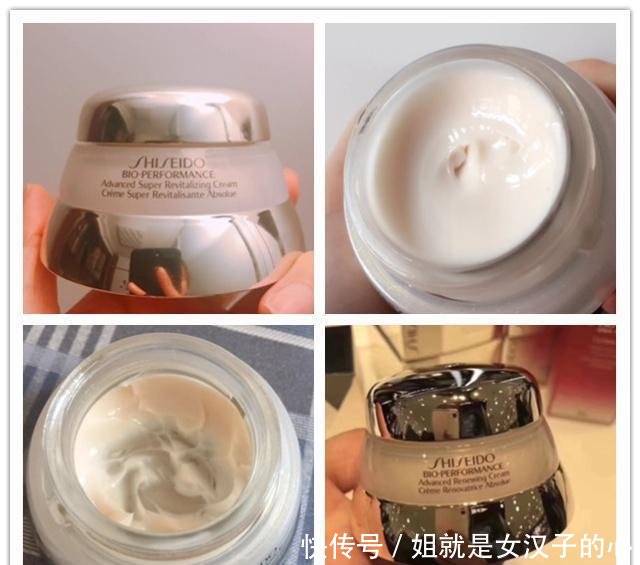 SHISEIDO
BIO-PERFORMANCE
Advanced Super Revitalizing Cream
Crème Super Revitalisante Absolue
SHISEIDO
BIO-PERFORMANCE
Advanced Renewing Cream
Crème Rénovatrice Absolue
快传号 / 姐就是女汉子的心